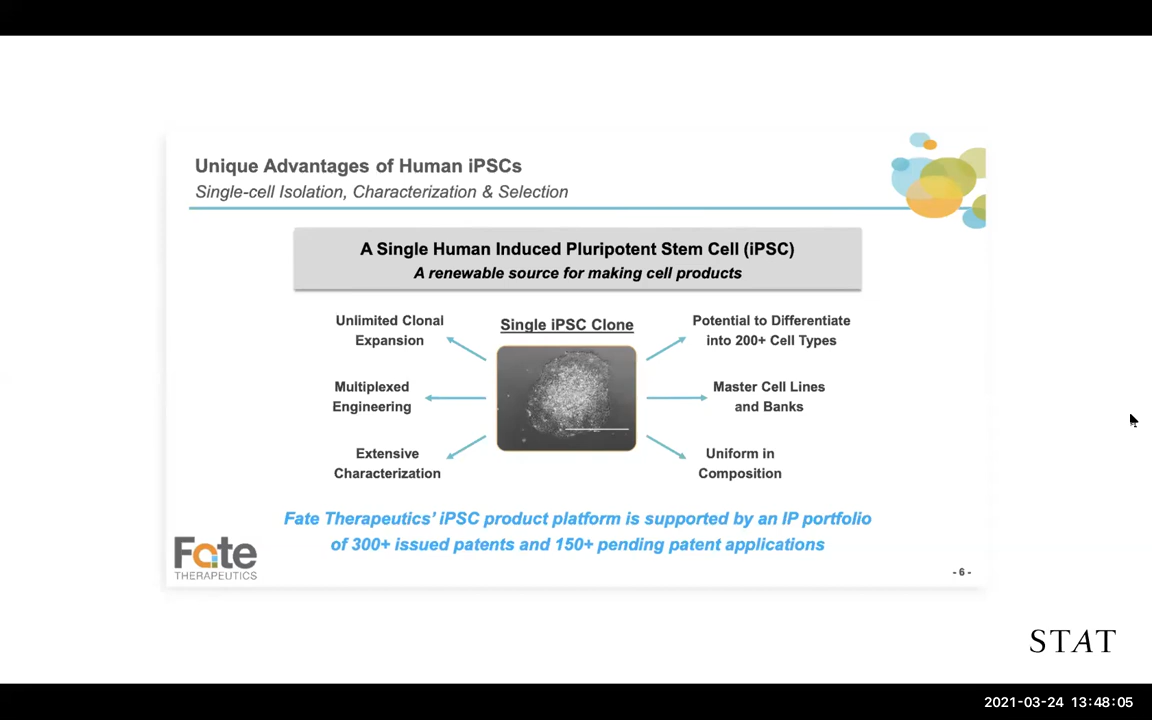 Unique Advantages of Human iPSCs
Single-cell Isolation, Characterization & Selection
A Single Human Induced Pluripotent Stem Cell (iPSC)
A renewable source for making cell products
Unlimited Clonal
Expansion
Single iPSC Clone
Potential to Differentiate
into 200+ Cell Types
Multiplexed
Engineering
Master Cell Lines
and Banks
Extensive
Characterization
Uniform in
Composition
Fate Therapeutics' iPSC product platform is supported by an IP portfolio
of 300+ issued patents and 150+ pending patent applications
Fate
THERAPEUTICS
- 6 -
STAT
2021-03-24 13:48:05